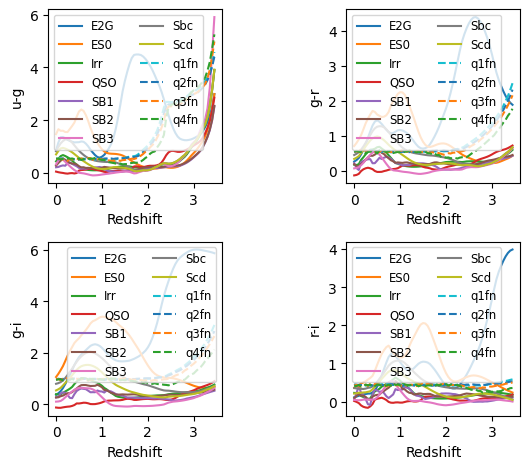 6
4
2
0
u-g
E2G
ES0
Irr
QSO
SB1
SB2
SB3
Sbc
Scd
q1fn
q2fn
q3fn
q4fn
0 1 2 3
Redshift
4
3
2
1
0
g-r
E2G
ES0
Irr
QSO
SB1
SB2
SB3
Sbc
Scd
q1fn
q2fn
q3fn
q4fn
0 1 2 3
Redshift
6
4
2
0
g-i
E2G
ES0
Irr
QSO
SB1
SB2
SB3
Sbc
Scd
q1fn
q2fn
q3fn
q4fn
0 1 2 3
Redshift
4
3
2
1
0
r-i
E2G
ES0
Irr
QSO
SB1
SB2
SB3
Sbc
Scd
q1fn
q2fn
q3fn
q4fn
0 1 2 3
Redshift